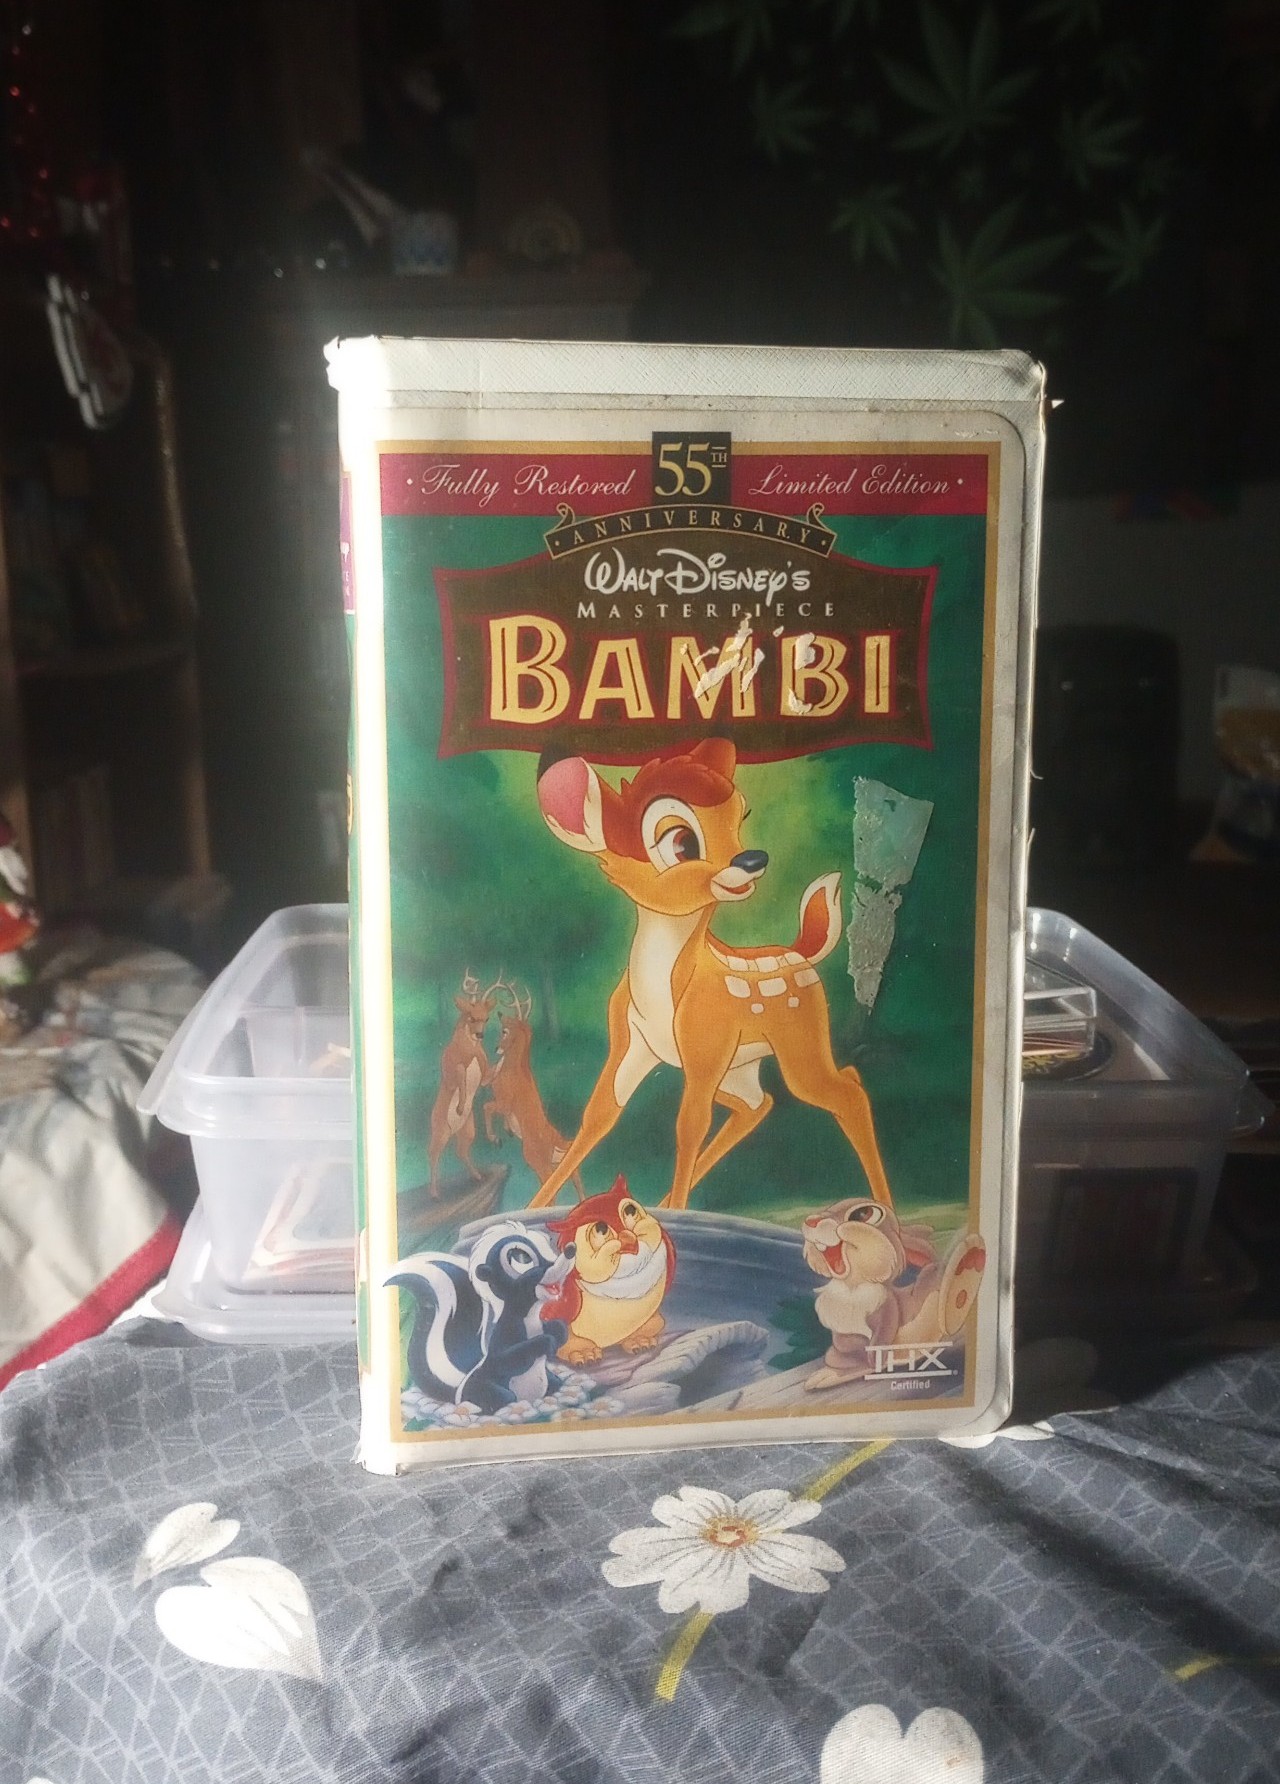 · Fully Restored 55TH Limited Edition ·
· ANNIVERSARY ·
WALT DISNEY'S
MASTERPIECE
BAMBI
THX
Certified